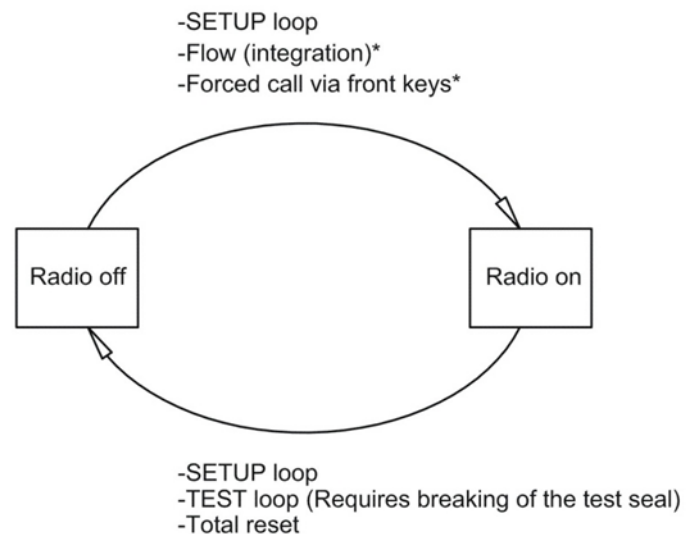 -SETUP loop
-Flow (integration)*
-Forced call via front keys*
Radio off
Radio on
-SETUP loop
-TEST loop (Requires breaking of the test seal)
-Total reset